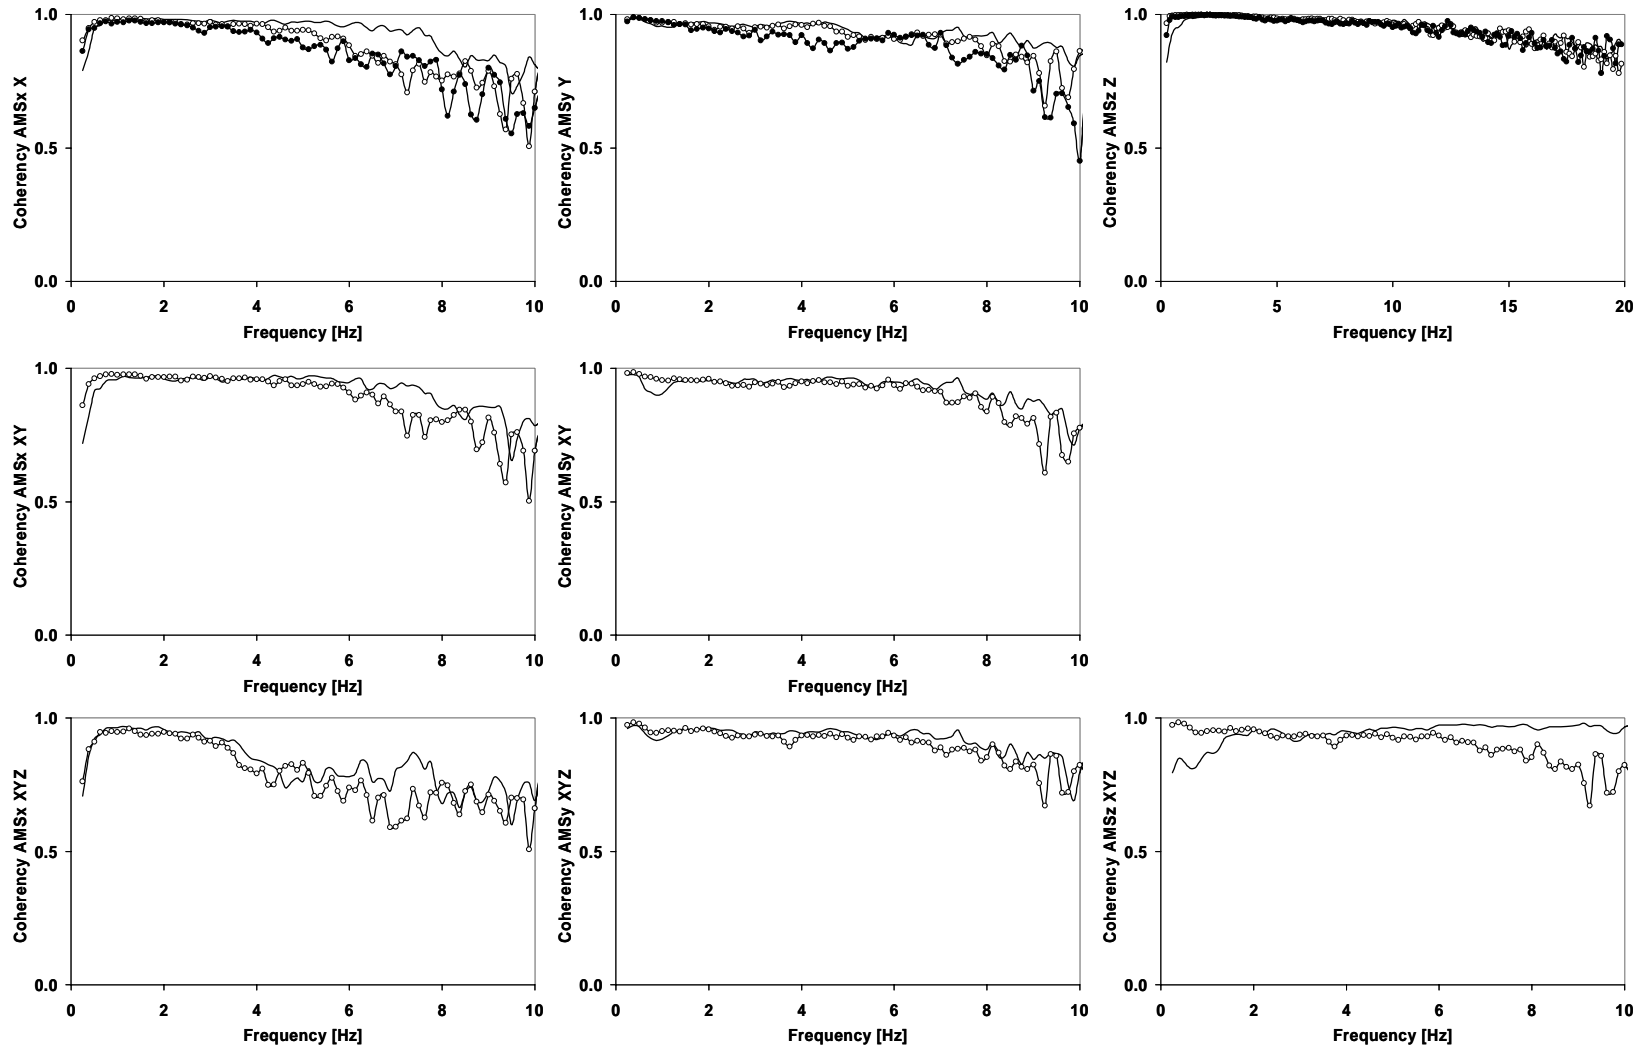 Coherency AMSx X
1.0
0.5
0.0
0 2 4 6 8 10
Frequency [Hz]
Coherency AMSy Y
1.0
0.5
0.0
0 2 4 6 8 10
Frequency [Hz]
Coherency AMSz Z
1.0
0.5
0.0
0 5 10 15 20
Frequency [Hz]
Coherency AMSx XY
1.0
0.5
0.0
0 2 4 6 8 10
Frequency [Hz]
Coherency AMSy XY
1.0
0.5
0.0
0 2 4 6 8 10
Frequency [Hz]
Coherency AMSx XYZ
1.0
0.5
0.0
0 2 4 6 8 10
Frequency [Hz]
Coherency AMSy XYZ
1.0
0.5
0.0
0 2 4 6 8 10
Frequency [Hz]
Coherency AMSz XYZ
1.0
0.5
0.0
0 2 4 6 8 10
Frequency [Hz]